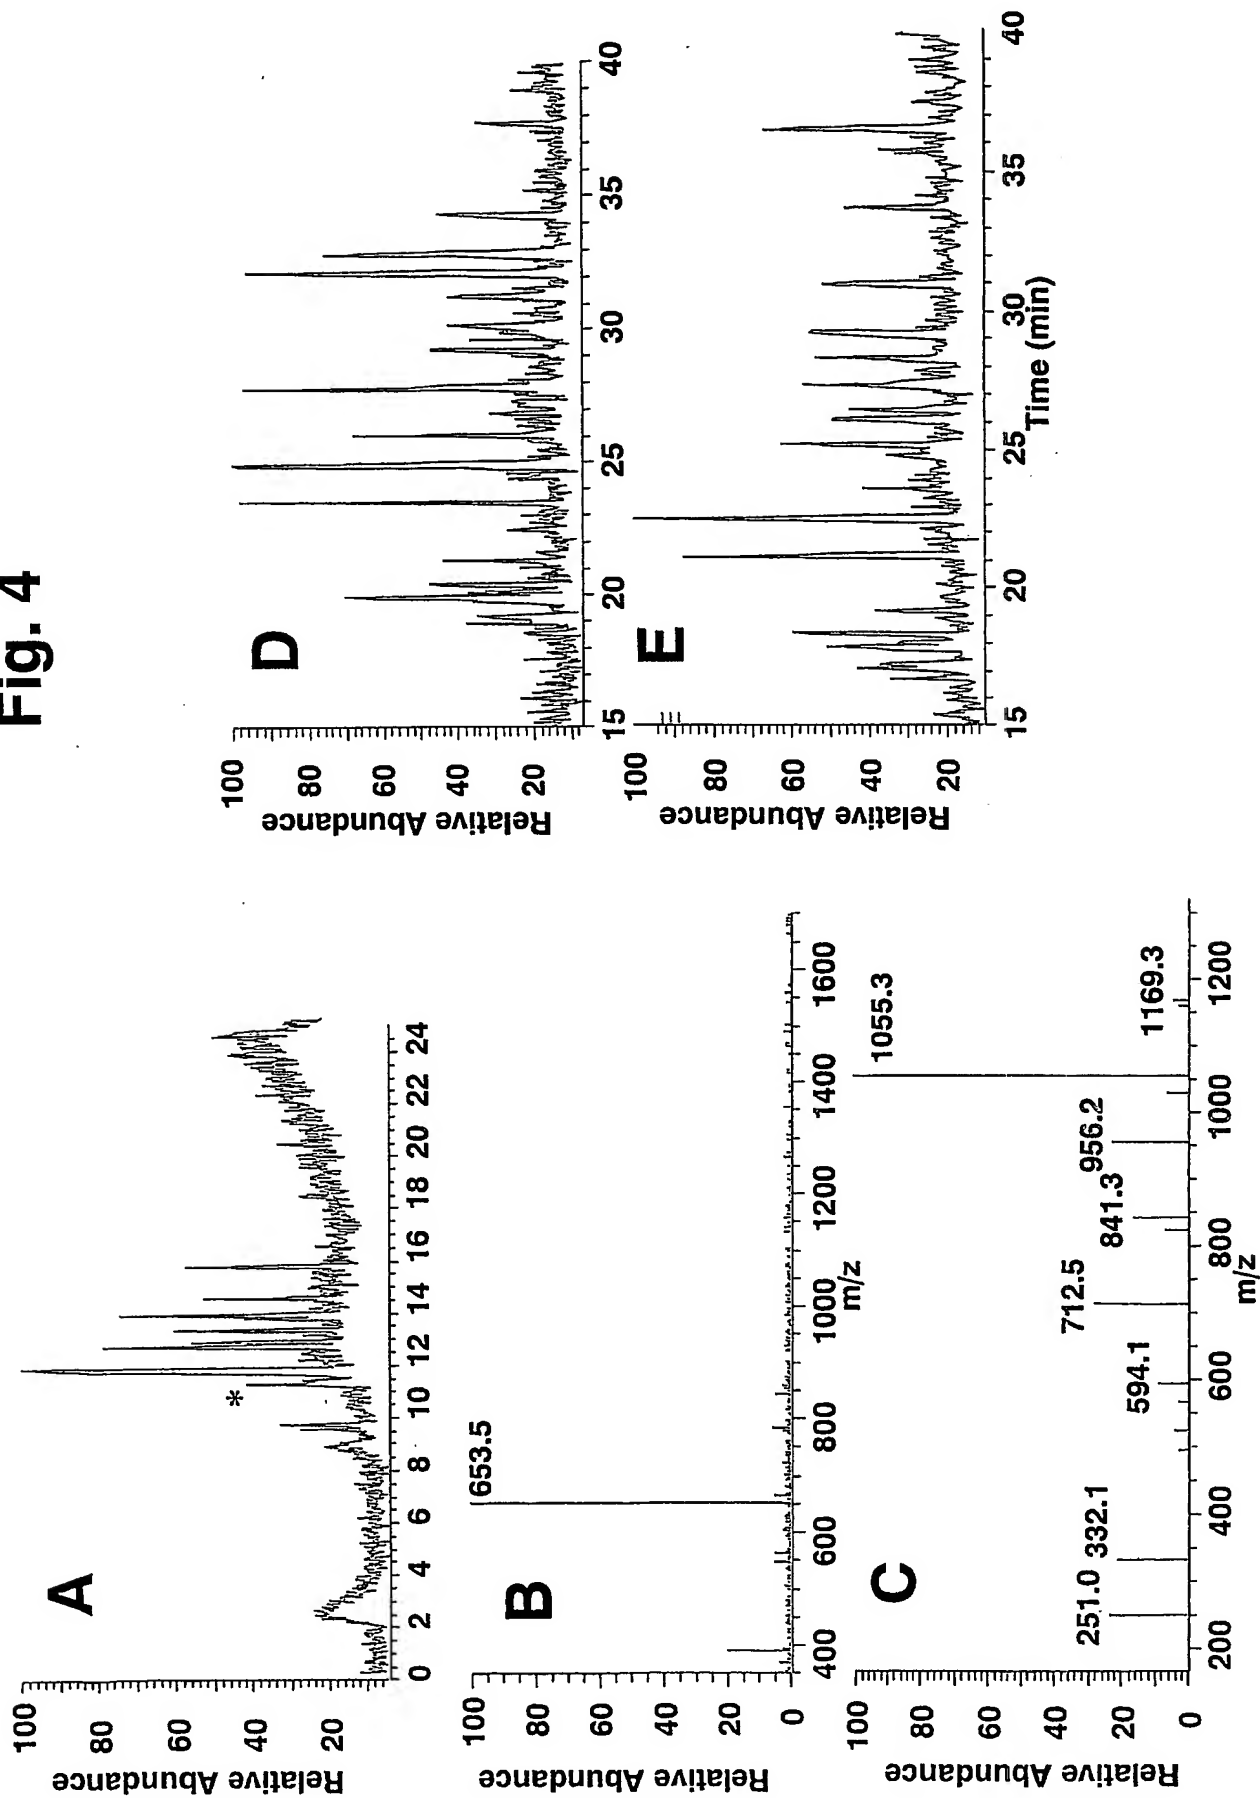 Fig. 4
A
Relative Abundance
100
80
60
40
20
*
0 2 4 6 8 10 12 14 16 18 20 22 24
B
Relative Abundance
100
80
60
40
20
0
653.5
400 600 800 1000 1200 1400 1600
m/z
C
Relative Abundance
100
80
60
40
20
0
251.0
332.1
594.1
712.5
841.3
956.2
1055.3
1169.3
200 400 600 800 1000 1200
m/z
D
Relative Abundance
100
80
60
40
20
15 20 25 30 35 40
E
Relative Abundance
100
80
60
40
20
15 20 25 30 35 40
Time (min)